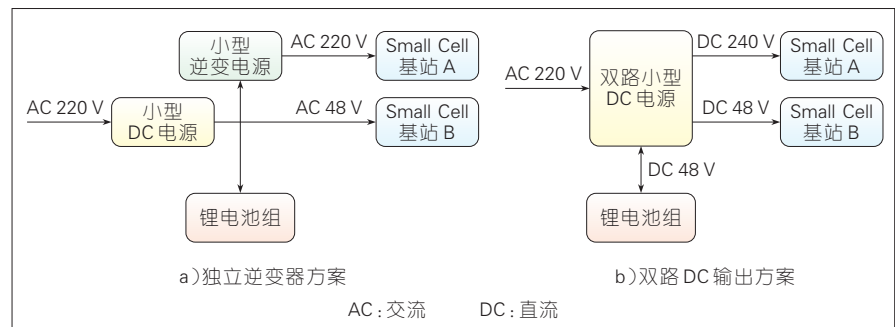 小型
逆变电源
AC 220 V
Small Cell
基站 A
AC 220 V
小型
DC 电源
AC 48 V
Small Cell
基站 B
锂电池组
a)独立逆变器方案
AC 220 V
双路小型
DC 电源
DC 240 V
Small Cell
基站 A
DC 48 V
Small Cell
基站 B
DC 48 V
锂电池组
b)双路 DC 输出方案
AC:交流 DC:直流